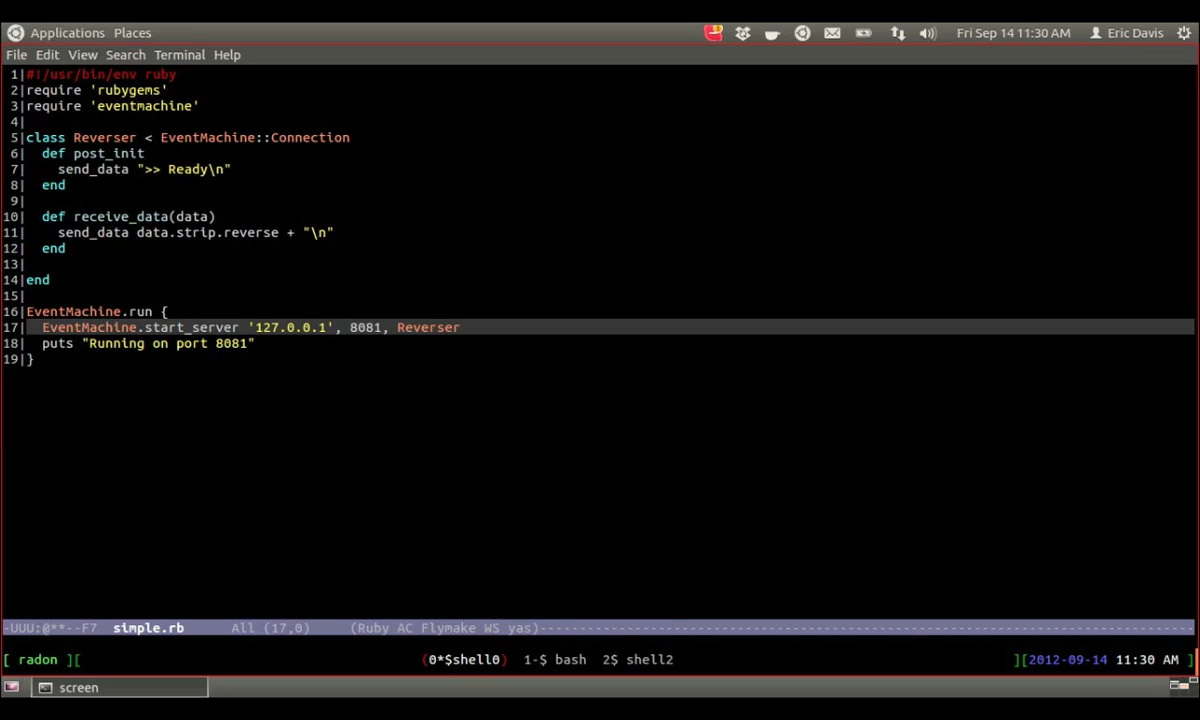 Applications Places Fri Sep 14 11:30 AM Eric Davis
File Edit View Search Terminal Help
1|#!/usr/bin/env ruby
2|require 'rubygems'
3|require 'eventmachine'
4|
5|class Reverser < EventMachine::Connection
6|  def post_init
7|    send_data ">> Ready\n"
8|  end
9|
10|  def receive_data(data)
11|    send_data data.strip.reverse + "\n"
12|  end
13|
14|end
15|
16|EventMachine.run {
17|  EventMachine.start_server '127.0.0.1', 8081, Reverser
18|  puts "Running on port 8081"
19|}
-UUU:@**--F7  simple.rb      All (17,0)     (Ruby AC Flymake WS yas)-----------------------------------------------------------------------------------
[ radon ][ (0*$shell0)  1-$ bash  2$ shell2 ][2012-09-14 11:30 AM ]
screen